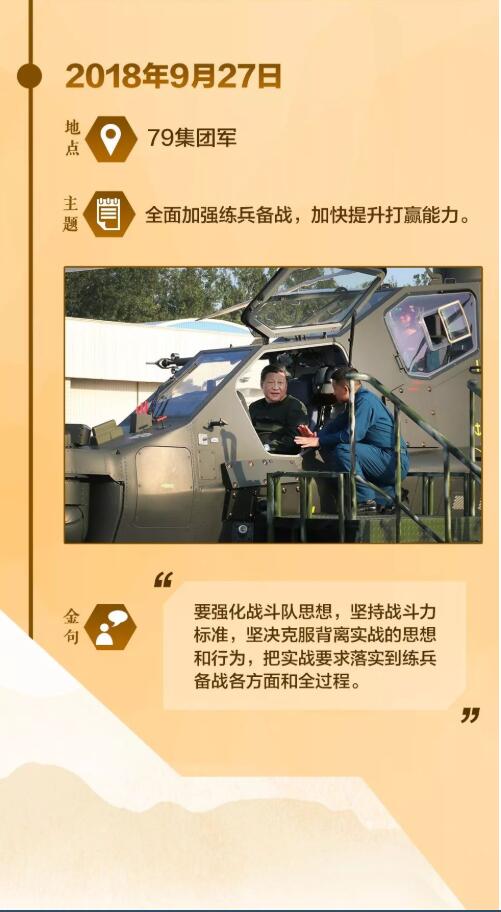 2018年9月27日
地点
79集团军
主题
全面加强练兵备战，加快提升打赢能力。
金句
“
要强化战斗队思想，坚持战斗力
标准，坚决克服背离实战的思想
和行为，把实战要求落实到练兵
备战各方面和全过程。
”